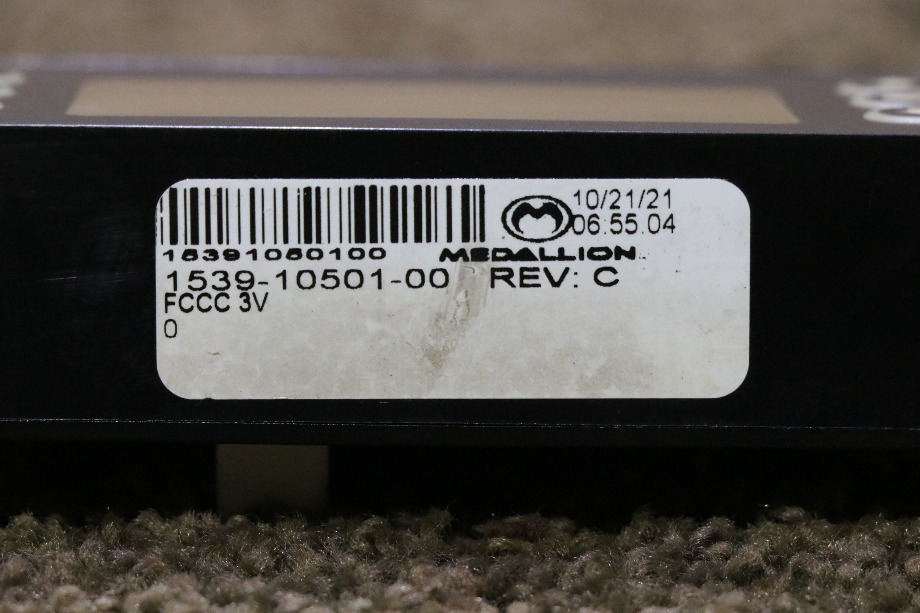 10/21/21
06:55.04
15391050100
MEDALLION
1539-10501-00 REV: C
FCCC 3V
0